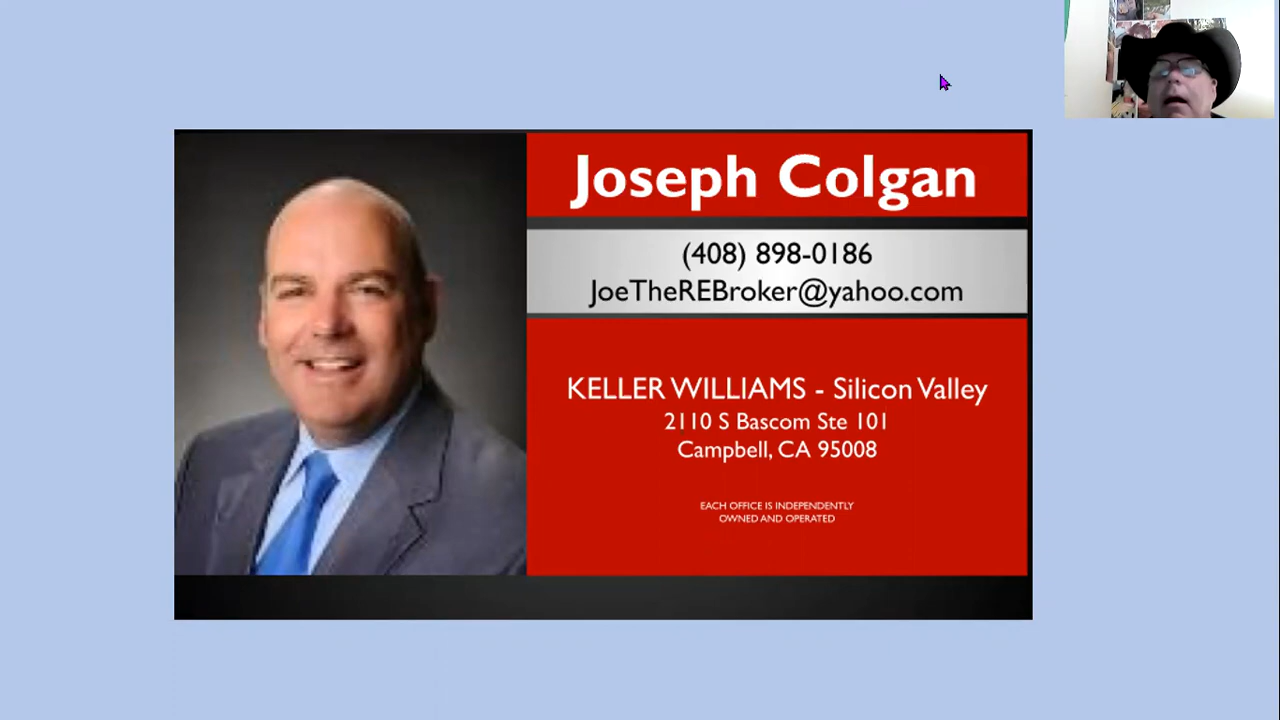 Joseph Colgan
(408) 898-0186
JoeTheREBroker@yahoo.com
KELLER WILLIAMS - Silicon Valley
2110 S Bascom Ste 101
Campbell, CA 95008
EACH OFFICE IS INDEPENDENTLY
OWNED AND OPERATED